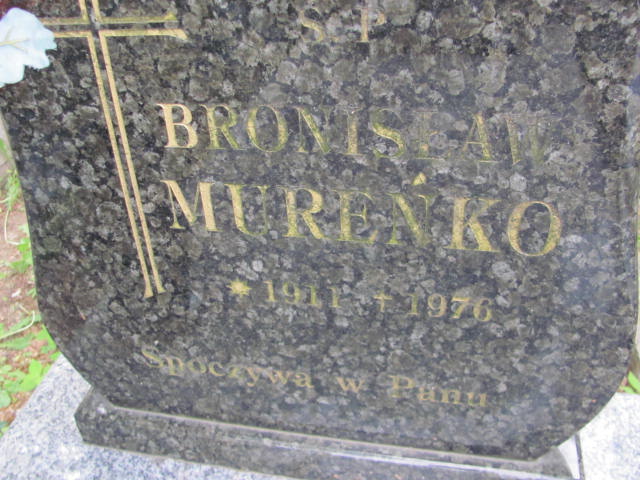 Ś P
BRONISŁAW
MUREŃKO
* 1911 † 1976
Spoczywa w Panu